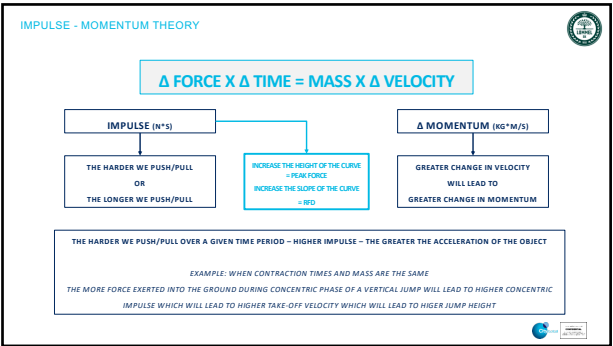 IMPULSE - MOMENTUM THEORY
LOMMEL
Δ FORCE X Δ TIME = MASS X Δ VELOCITY
IMPULSE (N*S)
Δ MOMENTUM (KG*M/S)
THE HARDER WE PUSH/PULL
OR
THE LONGER WE PUSH/PULL
INCREASE THE HEIGHT OF THE CURVE
= PEAK FORCE
INCREASE THE SLOPE OF THE CURVE
= RFD
GREATER CHANGE IN VELOCITY
WILL LEAD TO
GREATER CHANGE IN MOMENTUM
THE HARDER WE PUSH/PULL OVER A GIVEN TIME PERIOD – HIGHER IMPULSE – THE GREATER THE ACCELERATION OF THE OBJECT
EXAMPLE: WHEN CONTRACTION TIMES AND MASS ARE THE SAME
THE MORE FORCE EXERTED INTO THE GROUND DURING CONCENTRIC PHASE OF A VERTICAL JUMP WILL LEAD TO HIGHER CONCENTRIC
IMPULSE WHICH WILL LEAD TO HIGHER TAKE-OFF VELOCITY WHICH WILL LEAD TO HIGER JUMP HEIGHT